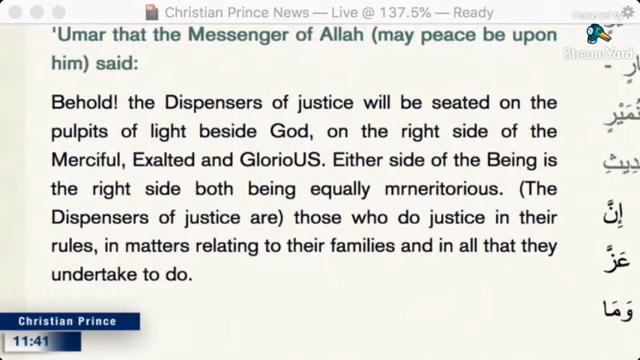 Christian Prince News — Live @ 137.5% — Ready
Powered by
StreamYard
'Umar that the Messenger of Allah (may peace be upon
him) said:
Behold! the Dispensers of justice will be seated on the
pulpits of light beside God, on the right side of the
Merciful, Exalted and GlorioUS. Either side of the Being is
the right side both being equally mrneritorious. (The
Dispensers of justice are) those who do justice in their
rules, in matters relating to their families and in all that they
undertake to do.
نُمَيْرٍ
إِنَّ
عَزَّ
وَمَا
Christian Prince
11:41